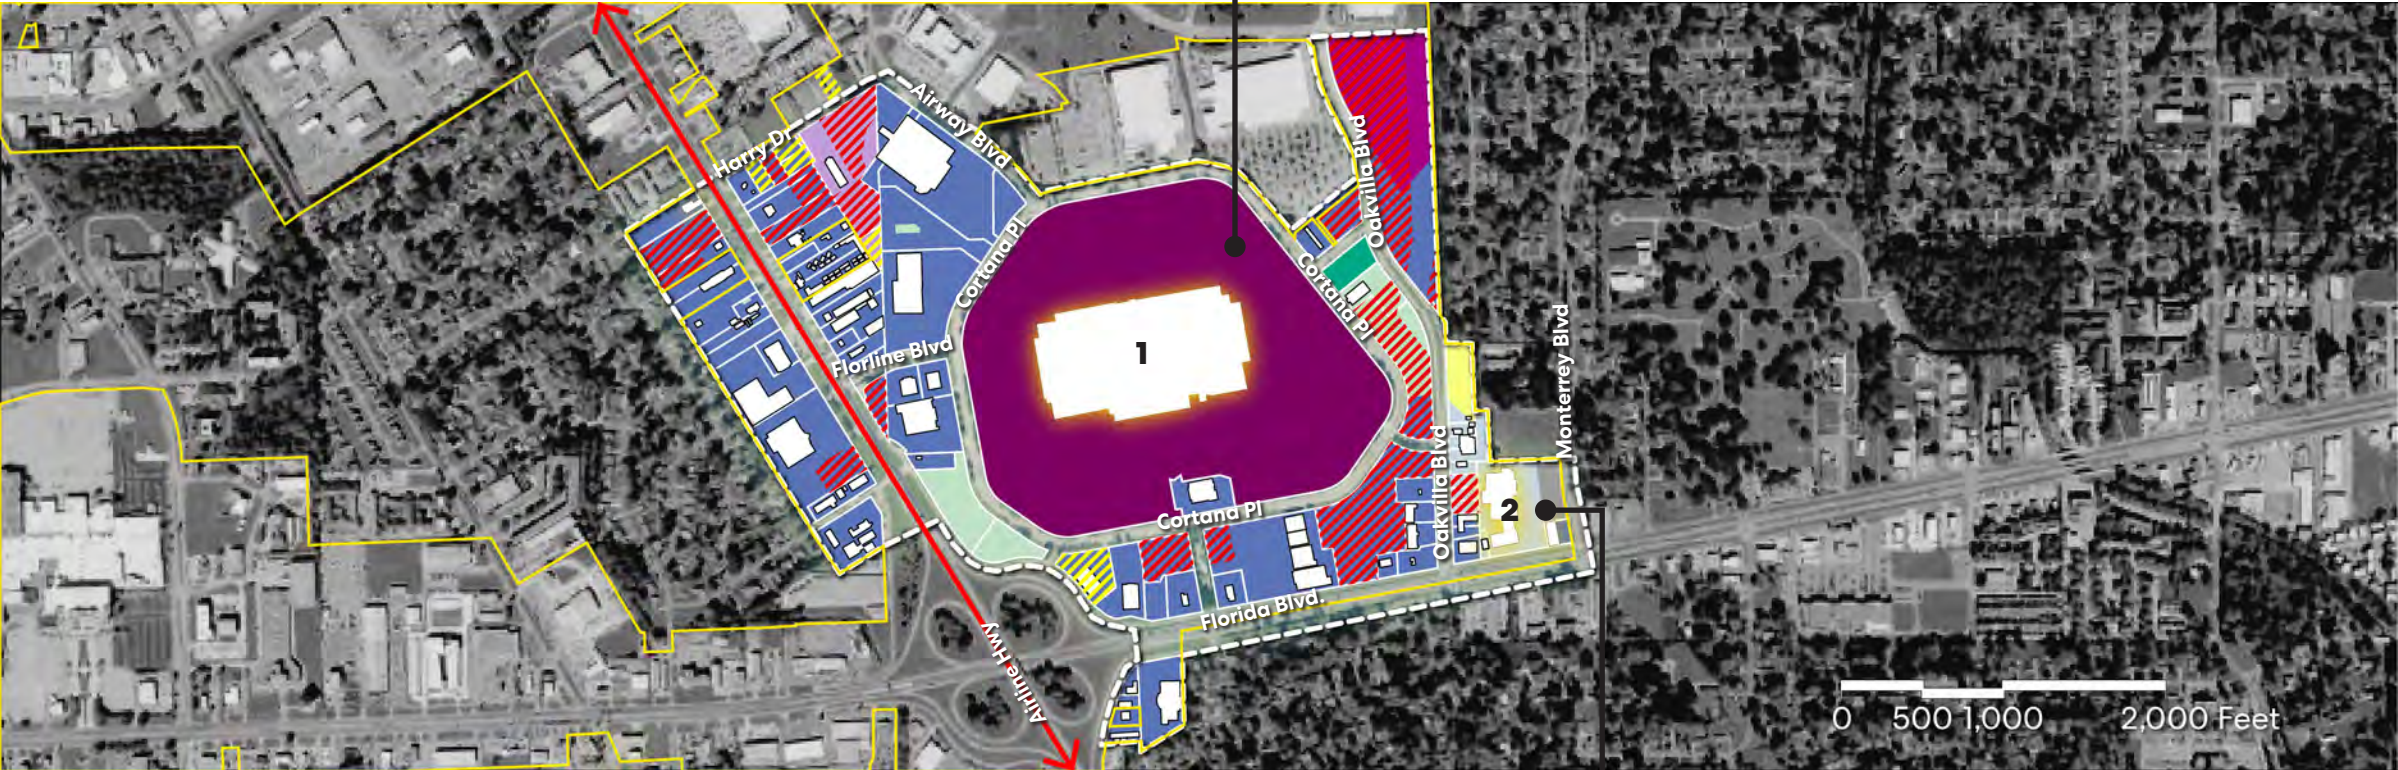 Harry Dr
Airway Blvd
Oakvilla Blvd
Cortana Pl
Cortana Pl
Florline Blvd
1
Monterrey Blvd
Oakvilla Blvd
2
Cortana Pl
Florida Blvd.
Airline Hwy
0 500 1,000 2,000 Feet